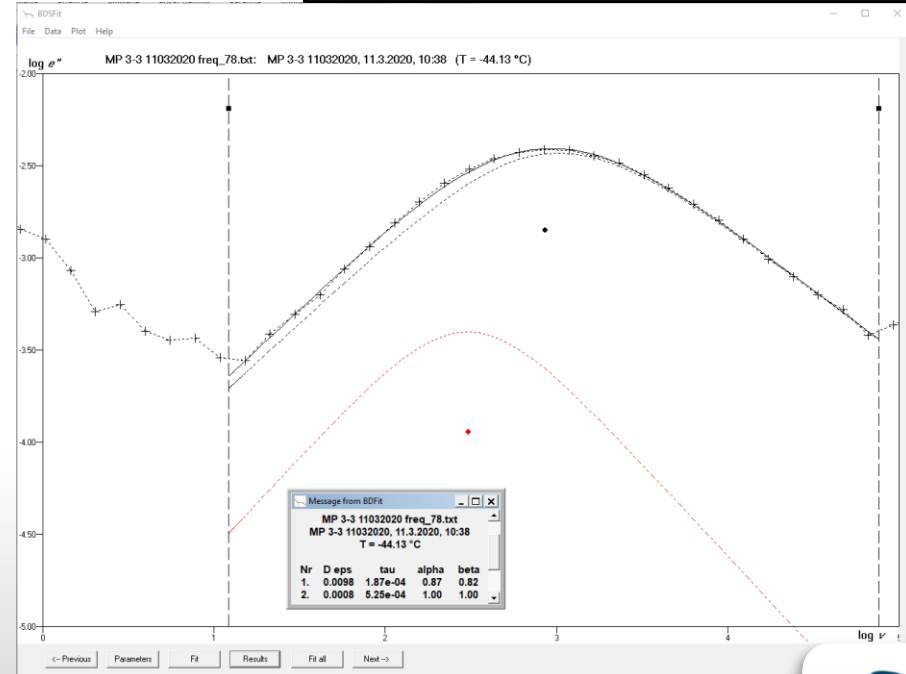 BDSFit
File Data Plot Help
log e″ MP 3-3 11032020 freq_78.txt: MP 3-3 11032020, 11.3.2020, 10:38 (T = -44.13 °C)
-2.00
-2.50
-3.00
-3.50
-4.00
-4.50
-5.00
Message from BDFit
MP 3-3 11032020 freq_78.txt
MP 3-3 11032020, 11.3.2020, 10:38
T = -44.13 °C
Nr D eps tau alpha beta
1. 0.0098 1.87e-04 0.87 0.82
2. 0.0008 5.25e-04 1.00 1.00
0 1 2 3 4
log ν
<-- Previous Parameters Fit Results Fit all Next -->